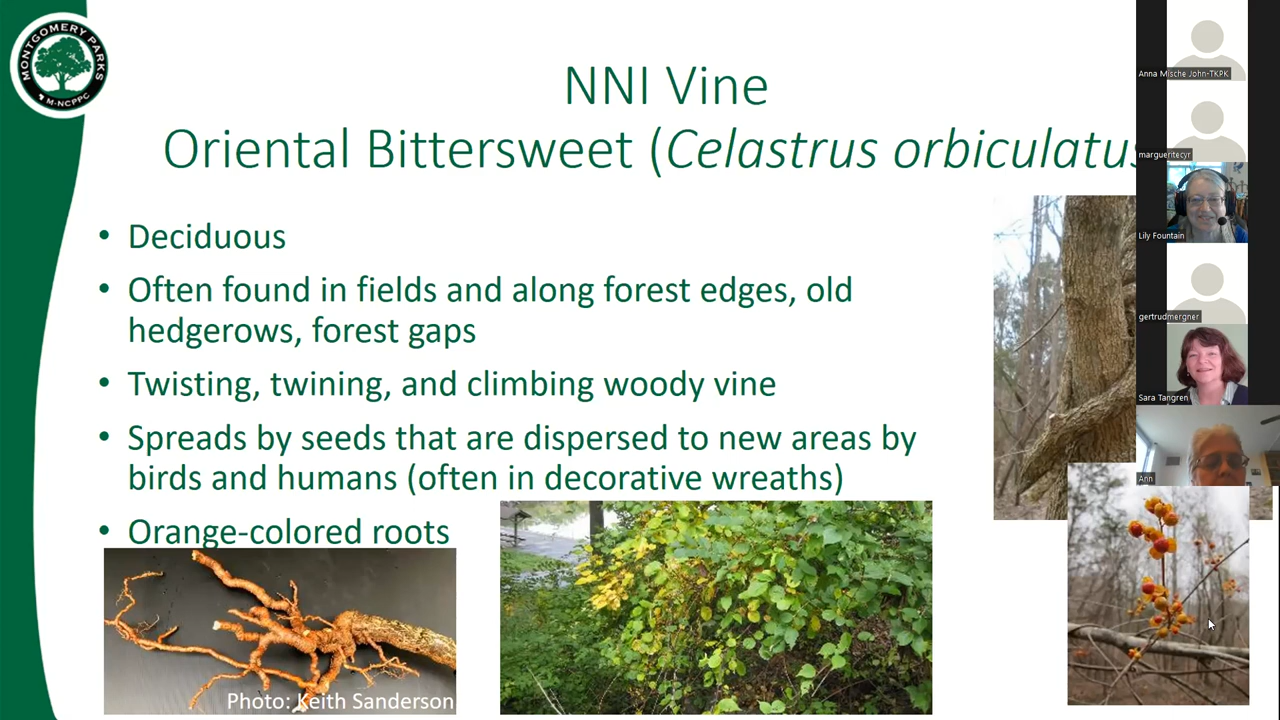 MONTGOMERY PARKS
M-NCPPC
NNI Vine
Oriental Bittersweet (Celastrus orbiculatus
• Deciduous
• Often found in fields and along forest edges, old
hedgerows, forest gaps
• Twisting, twining, and climbing woody vine
• Spreads by seeds that are dispersed to new areas by
birds and humans (often in decorative wreaths)
• Orange-colored roots
Photo: Keith Sanderson
Anna Mische John-TKPK
margueritecyr
Lily Fountain
gertrudmergner
Sara Tangren
Ann